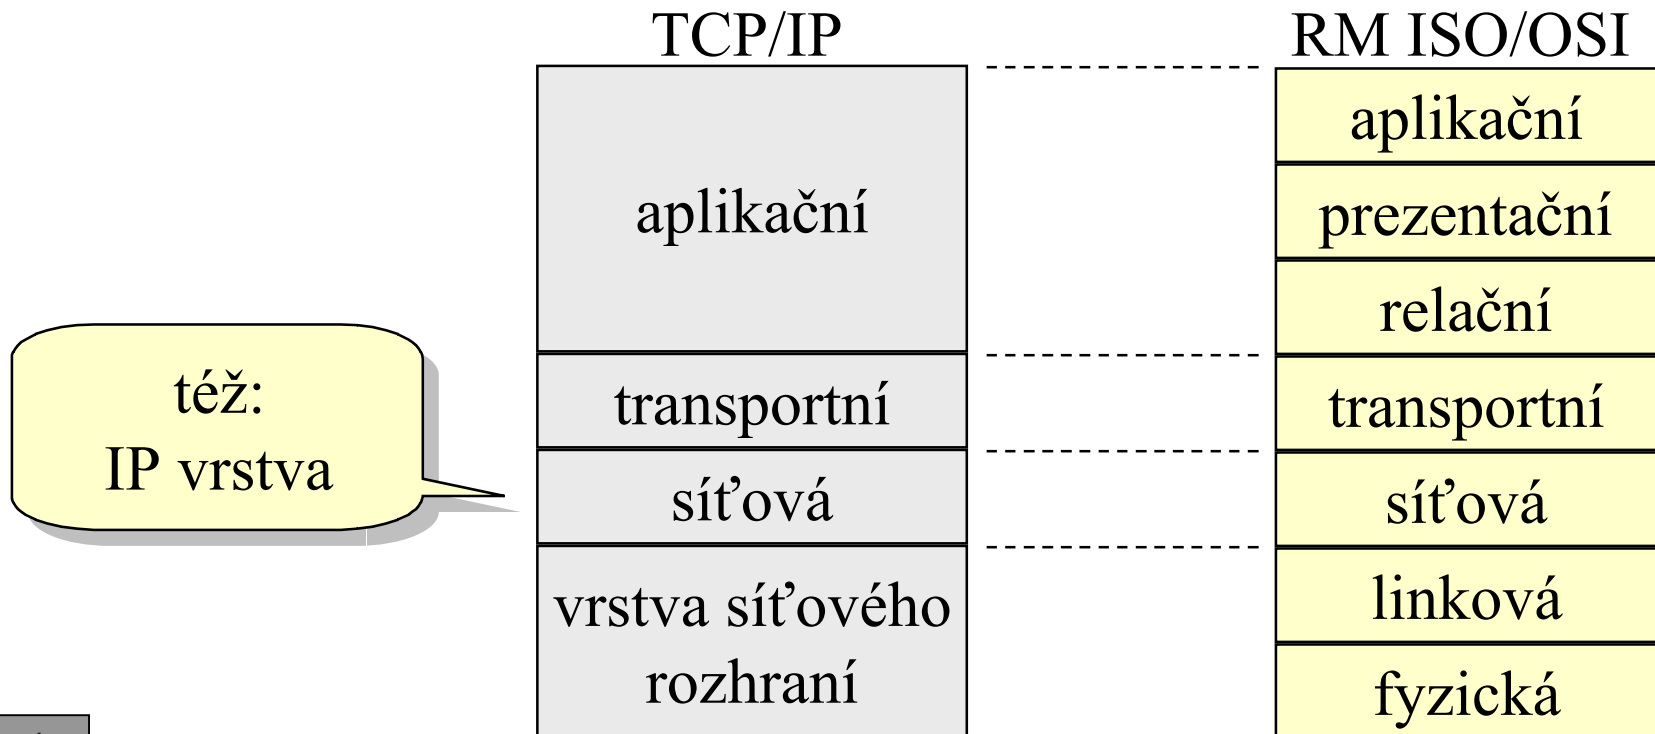 TCP/IP
RM ISO/OSI
aplikační
transportní
síťová
vrstva síťového
rozhraní
též:
IP vrstva
aplikační
prezentační
relační
transportní
síťová
linková
fyzická